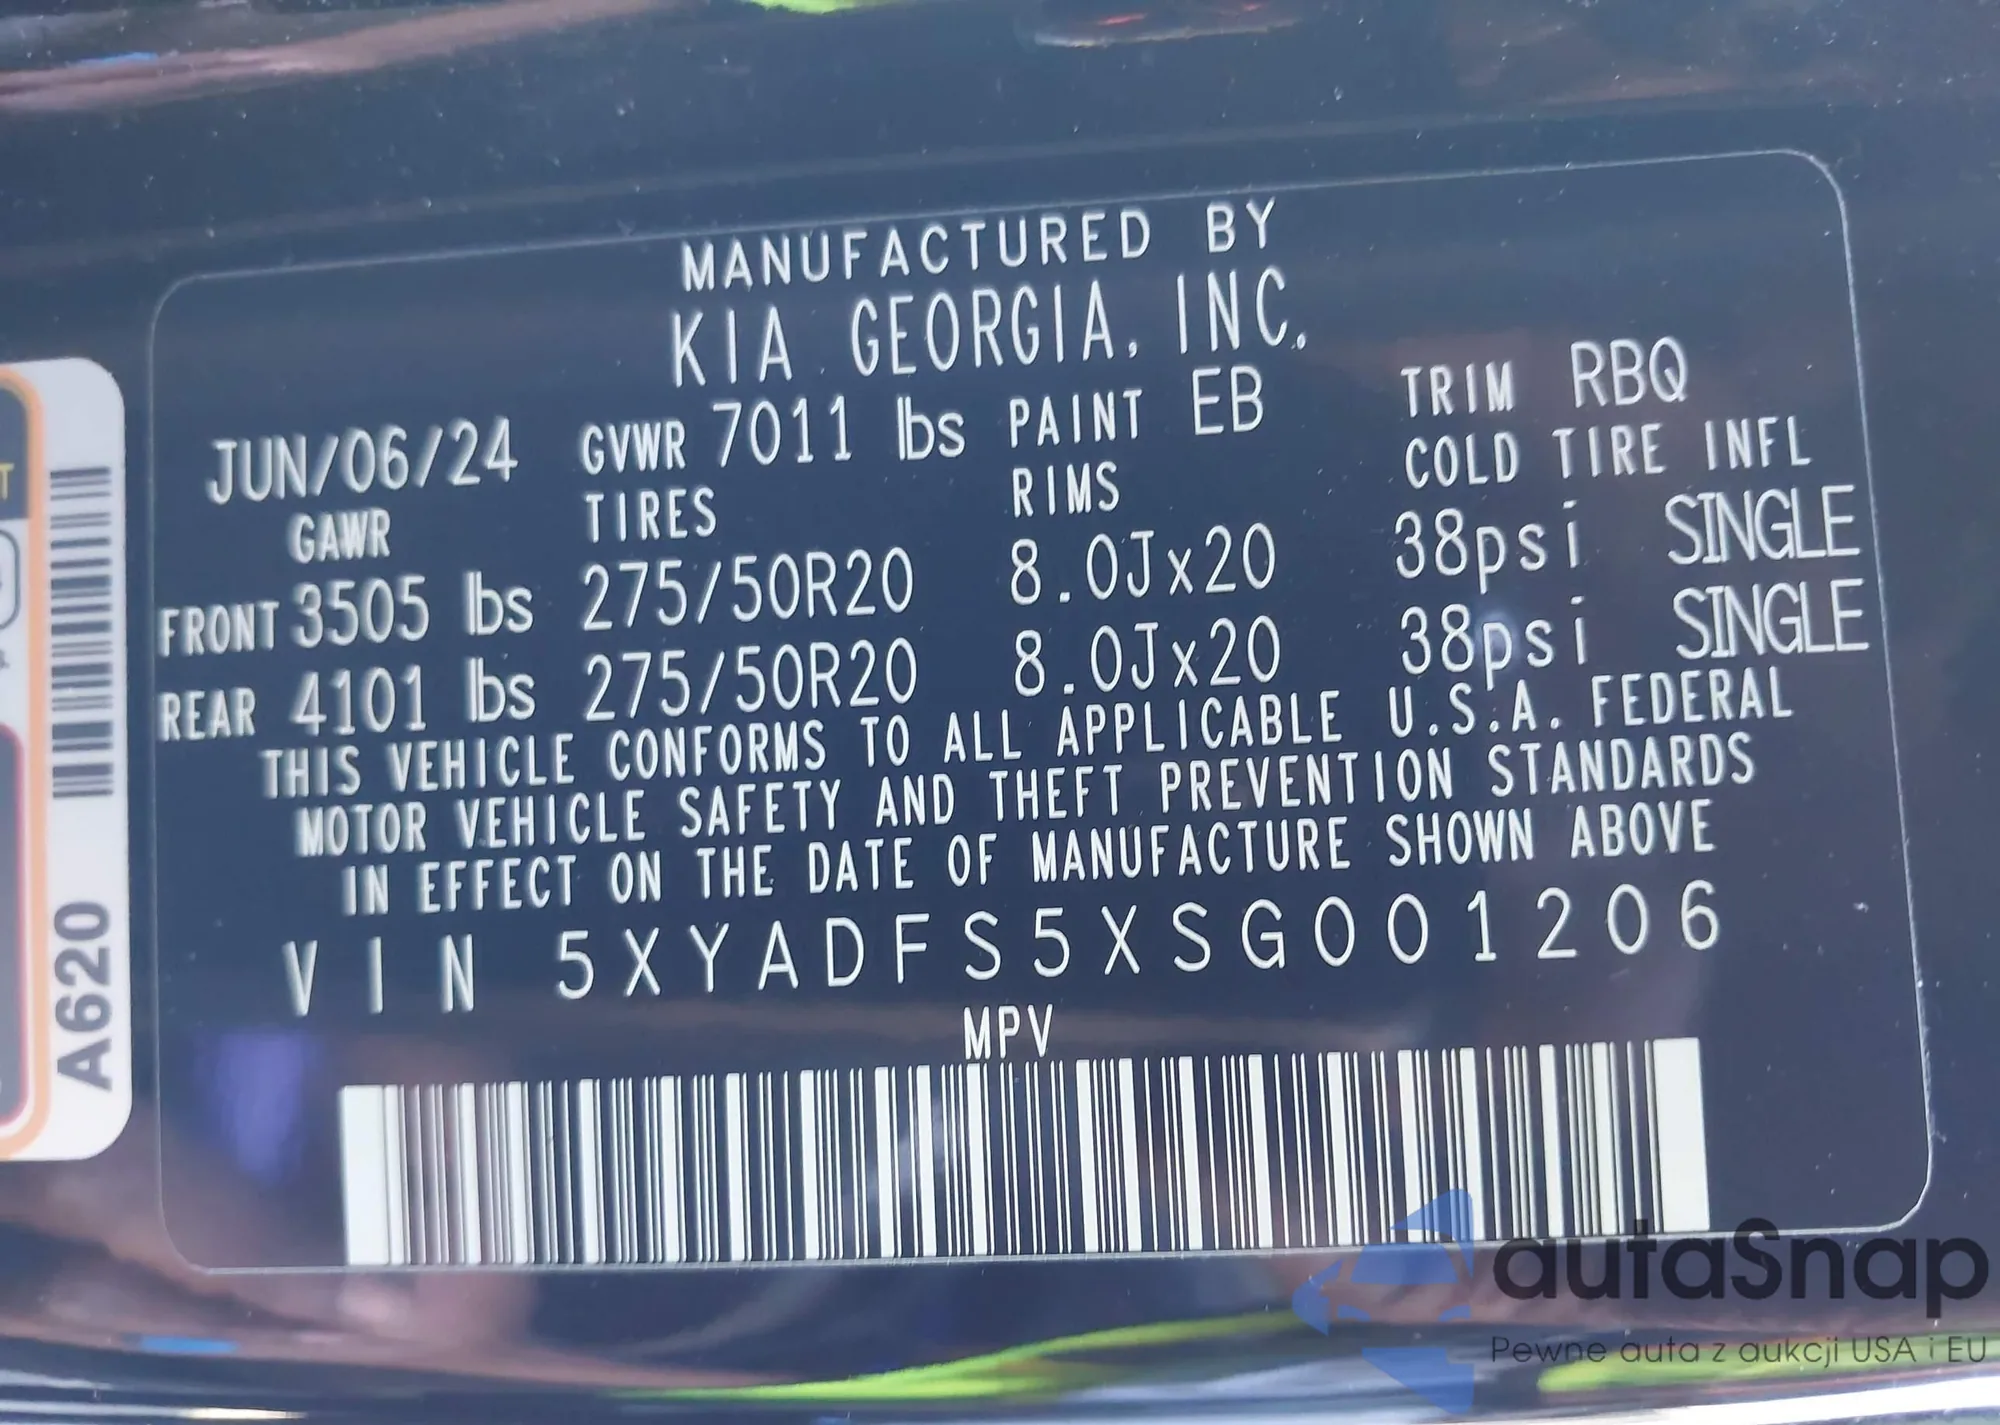 MANUFACTURED BY
KIA GEORGIA, INC.
JUN/06/24 GVWR 7011 lbs PAINT EB TRIM RBQ
GAWR TIRES RIMS COLD TIRE INFL
FRONT 3505 lbs 275/50R20 8.0Jx20 38psi SINGLE
REAR 4101 lbs 275/50R20 8.0Jx20 38psi SINGLE
THIS VEHICLE CONFORMS TO ALL APPLICABLE U.S.A. FEDERAL
MOTOR VEHICLE SAFETY AND THEFT PREVENTION STANDARDS
IN EFFECT ON THE DATE OF MANUFACTURE SHOWN ABOVE
VIN 5XYADFS5XSG001206
MPV
A620
autaSnap
Pewne auta z aukcji USA i EU